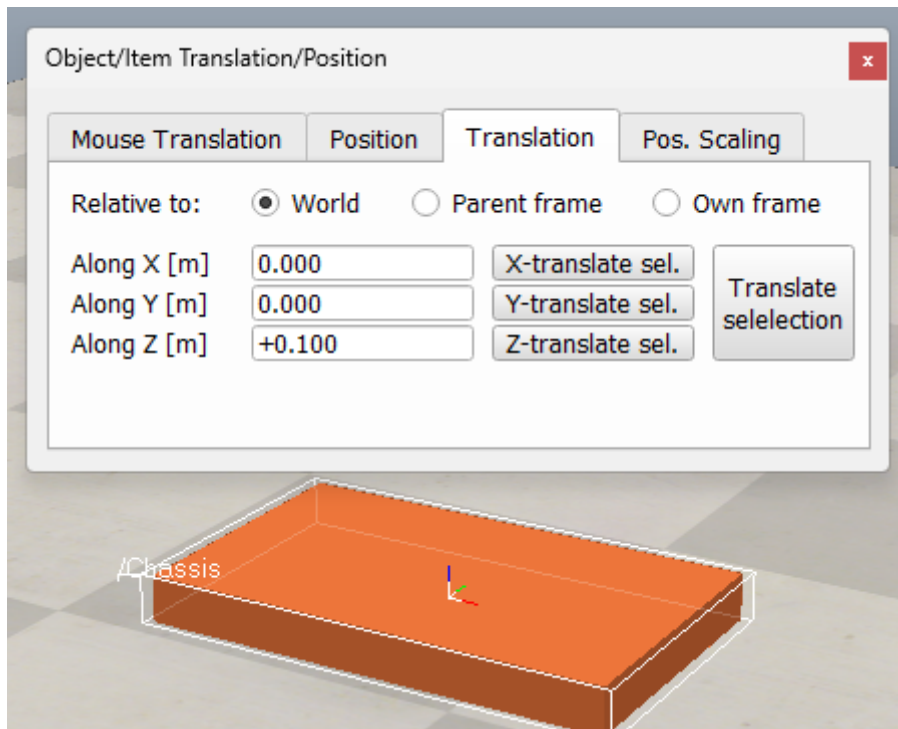 Object/Item Translation/Position
x
Mouse Translation Position Translation Pos. Scaling
Relative to: World Parent frame Own frame
Along X [m] 0.000 X-translate sel.
Along Y [m] 0.000 Y-translate sel.
Along Z [m] +0.100 Z-translate sel.
Translate
selelection
/Chassis